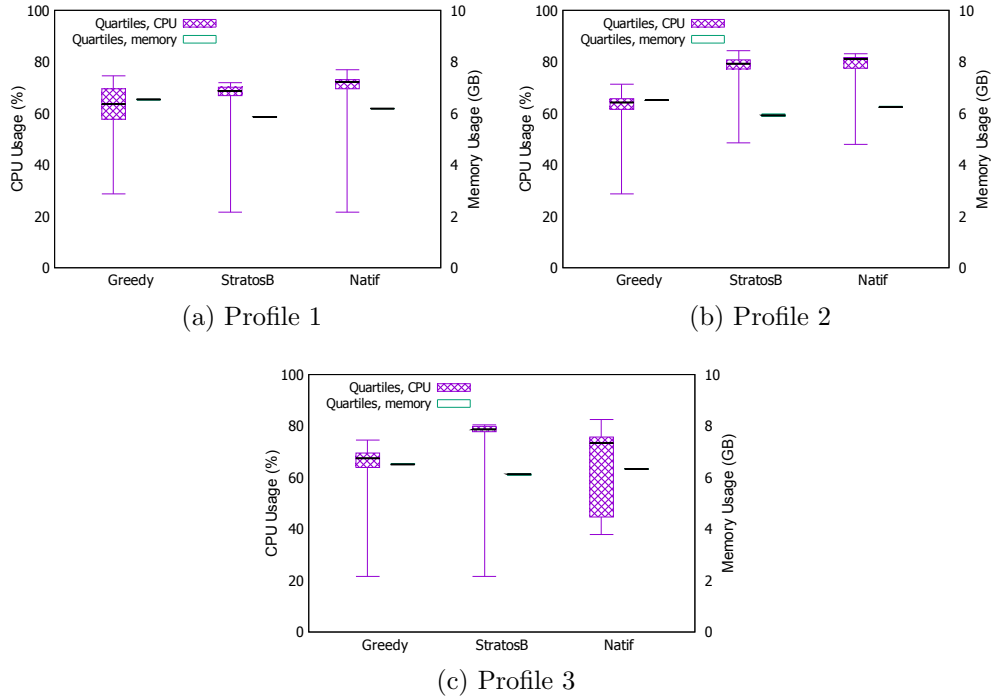 100
80
60
40
20
0
CPU Usage (%)
Quartiles, CPU
Quartiles, memory
10
8
6
4
2
0
Memory Usage (GB)
Greedy StratosB Natif
(a) Profile 1
100
80
60
40
20
0
CPU Usage (%)
Quartiles, CPU
Quartiles, memory
10
8
6
4
2
0
Memory Usage (GB)
Greedy StratosB Natif
(b) Profile 2
100
80
60
40
20
0
CPU Usage (%)
Quartiles, CPU
Quartiles, memory
10
8
6
4
2
0
Memory Usage (GB)
Greedy StratosB Natif
(c) Profile 3